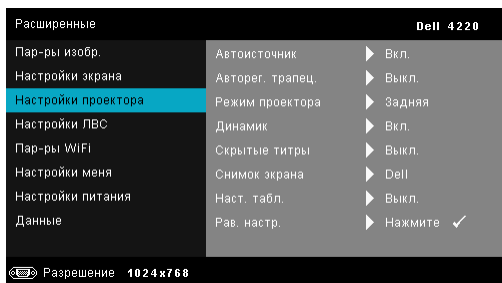 Расширенные Dell 4220
Пар-ры изобр.
Настройки экрана
Настройки проектора
Настройки ЛВС
Пар-ры WiFi
Настройки меня
Настройки питания
Данные
Автоисточник Вкл.
Авторег. трапец. Выкл.
Режим проектора Задняя
Динамик Вкл.
Скрытые титры Выкл.
Снимок экрана Dell
Наст. табл. Выкл.
Рав. настр. Нажмите
Разрешение 1024x768